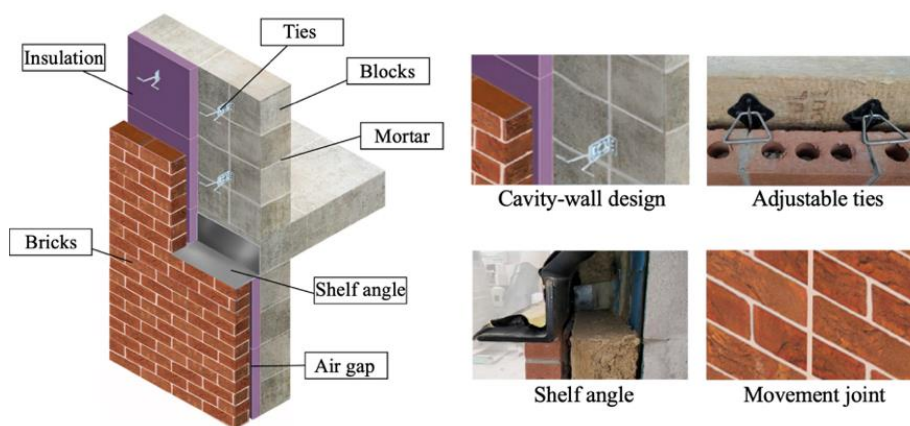 Ties
Insulation
Blocks
Mortar
Bricks
Shelf angle
Air gap
Cavity-wall design
Adjustable ties
Shelf angle
Movement joint